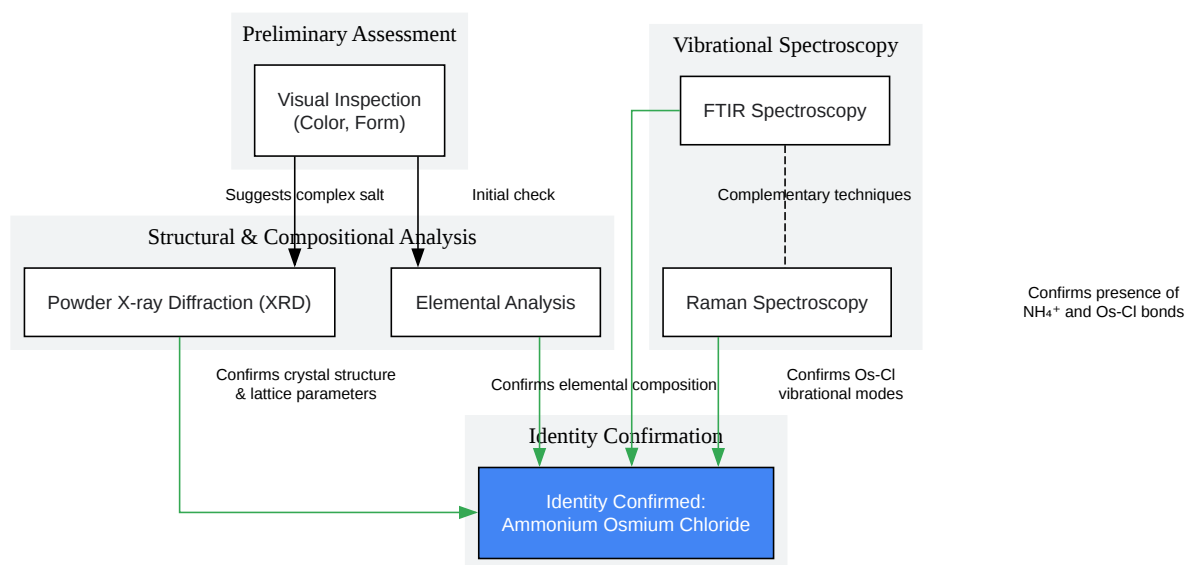 Preliminary Assessment
Vibrational Spectroscopy
Visual Inspection
(Color, Form)
FTIR Spectroscopy
Suggests complex salt
Initial check
Complementary techniques
Structural & Compositional Analysis
Powder X-ray Diffraction (XRD)
Elemental Analysis
Raman Spectroscopy
Confirms presence of
NH₄⁺ and Os-Cl bonds
Confirms crystal structure
& lattice parameters
Confirms elemental composition
Confirms Os-Cl
vibrational modes
Identity Confirmation
Identity Confirmed:
Ammonium Osmium Chloride